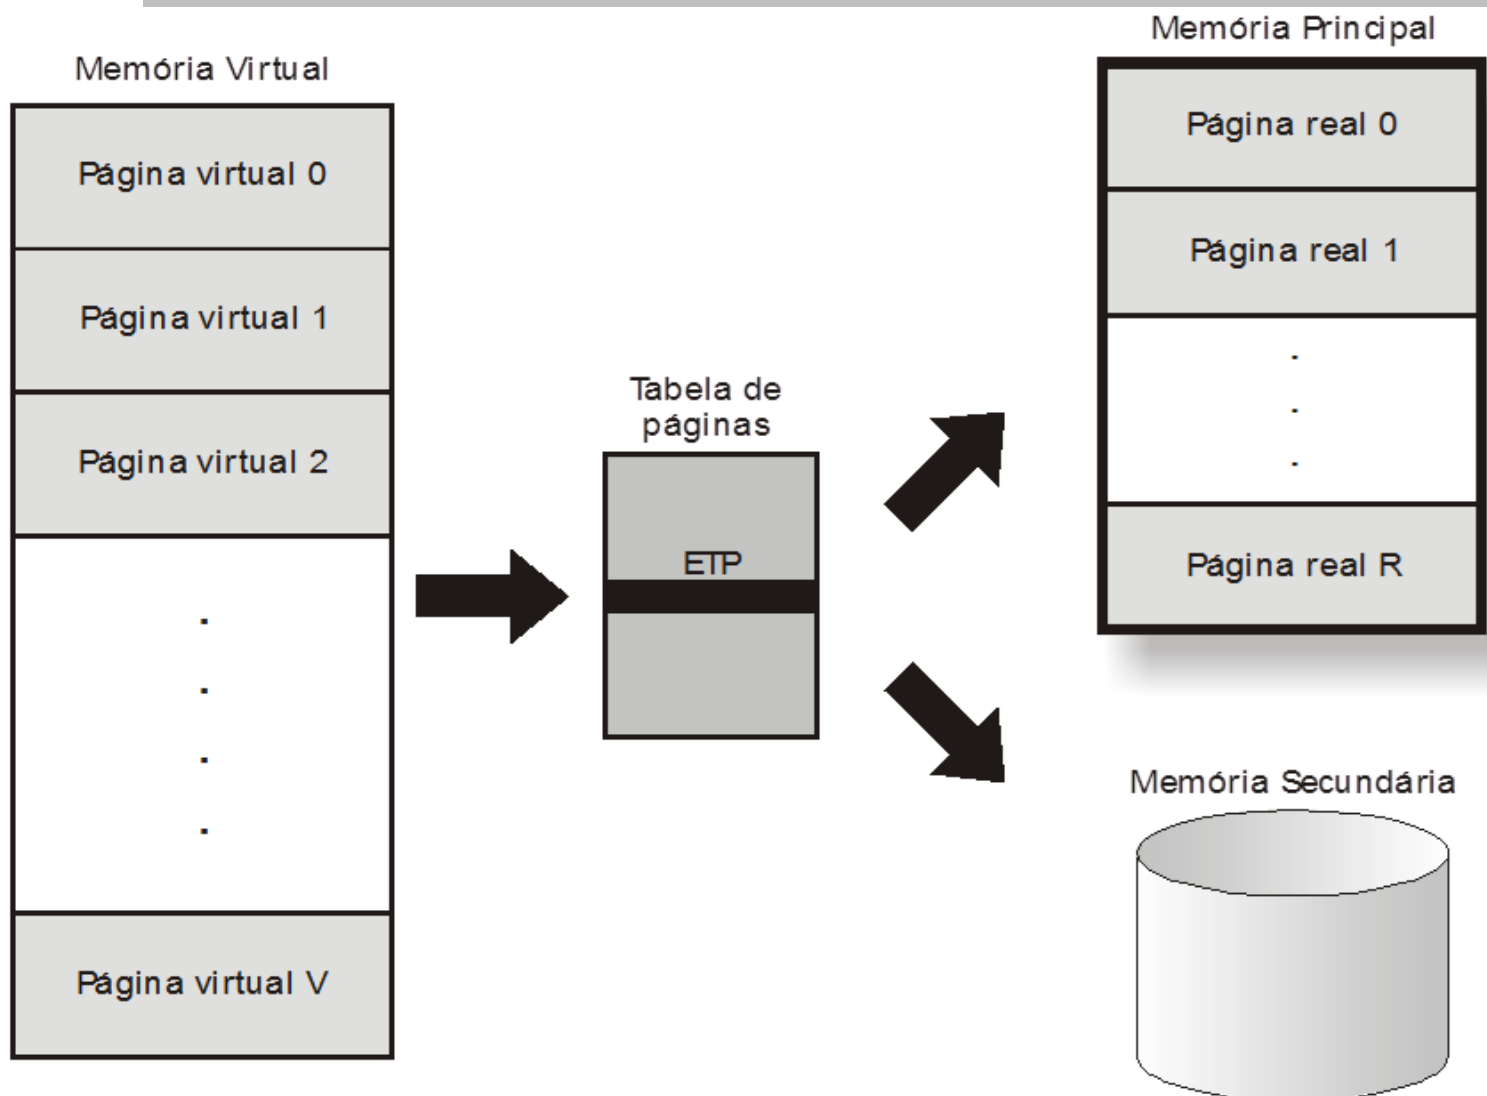 Memória Virtual
Página virtual 0
Página virtual 1
Página virtual 2
Página virtual V
Tabela de
páginas
ETP
Memória Principal
Página real 0
Página real 1
Página real R
Memória Secundária